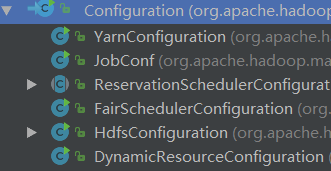 Configuration (org.apache.hadoop
YarnConfiguration (org.apache.h
JobConf (org.apache.hadoop.ma
ReservationSchedulerConfigurat
FairSchedulerConfiguration (org
HdfsConfiguration (org.apache.h
DynamicResourceConfiguration (